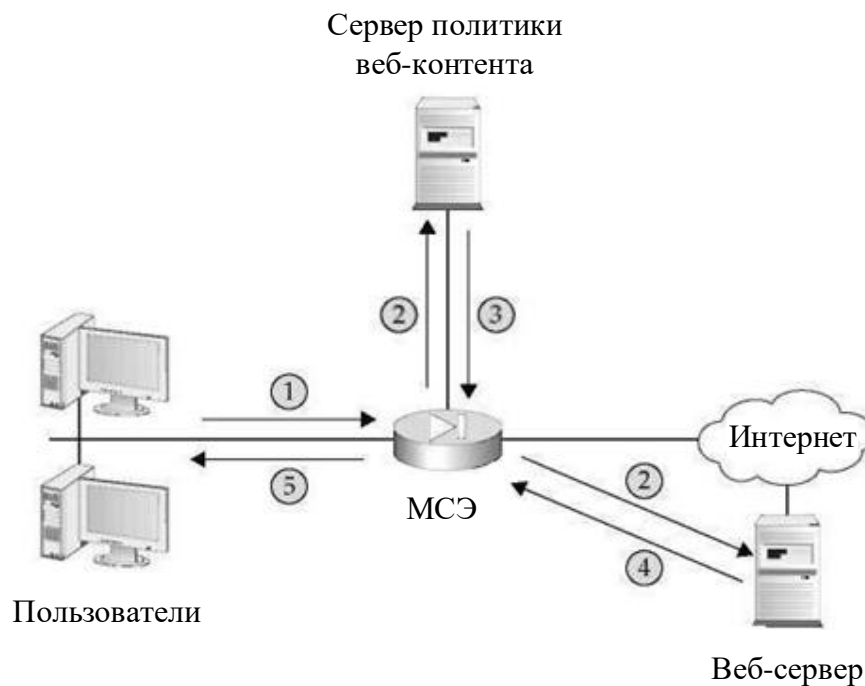 Сервер политики
веб-контента
2
3
1
Интернет
5
МСЭ
2
4
Пользователи
Веб-сервер